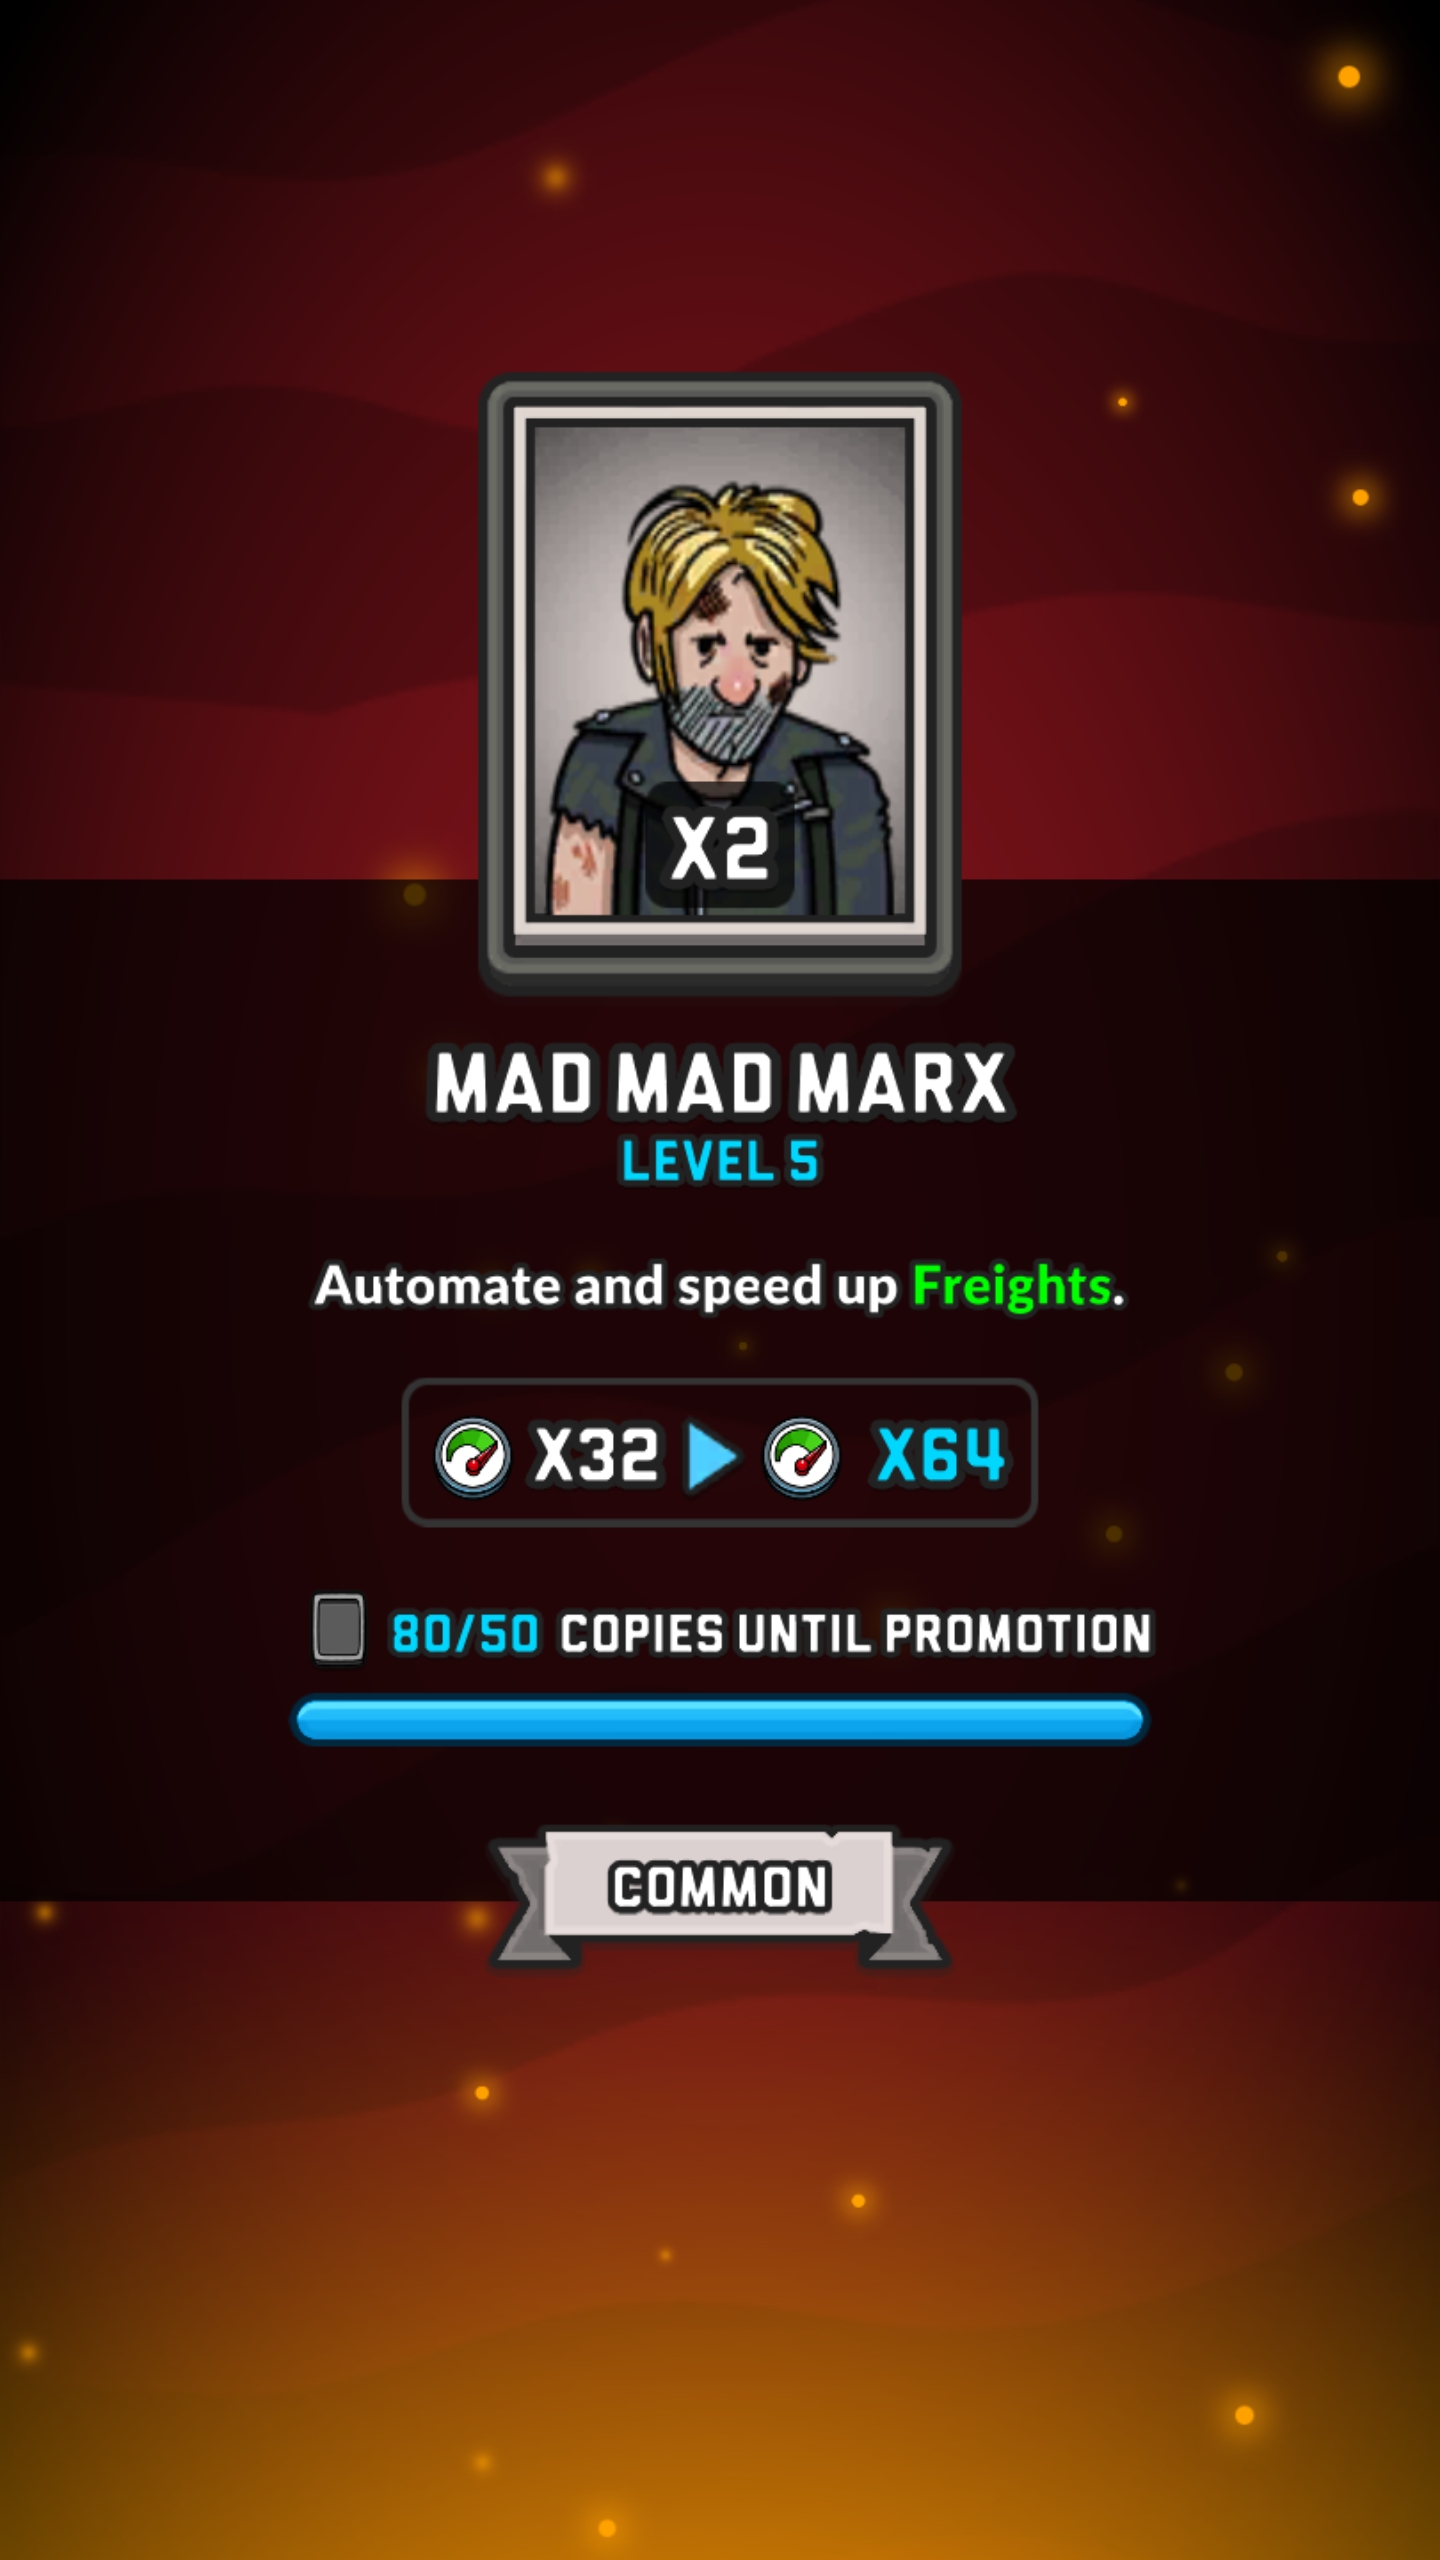 X2
MAD MAD MARX
LEVEL 5
Automate and speed up Freights.
X32 X64
80/50 COPIES UNTIL PROMOTION
COMMON